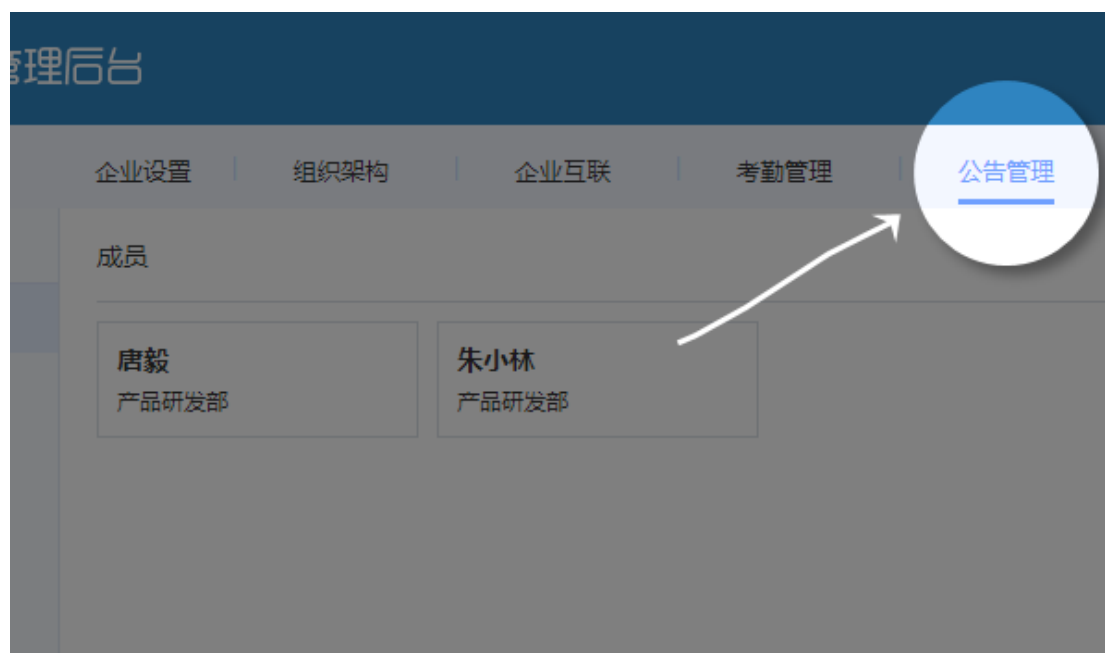 管理后台
企业设置 组织架构 企业互联 考勤管理 公告管理
成员
唐毅 朱小林
产品研发部 产品研发部